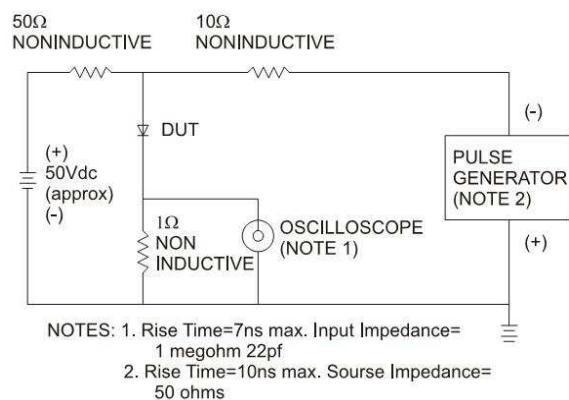 50Ω
NONINDUCTIVE
10Ω
NONINDUCTIVE
(+)
50Vdc
(approx)
(-)
DUT
1Ω
NON
INDUCTIVE
OSCILLOSCOPE
(NOTE 1)
(-)
PULSE
GENERATOR
(NOTE 2)
(+)
NOTES: 1. Rise Time=7ns max. Input Impedance=
1 megohm 22pf
2. Rise Time=10ns max. Sourse Impedance=
50 ohms